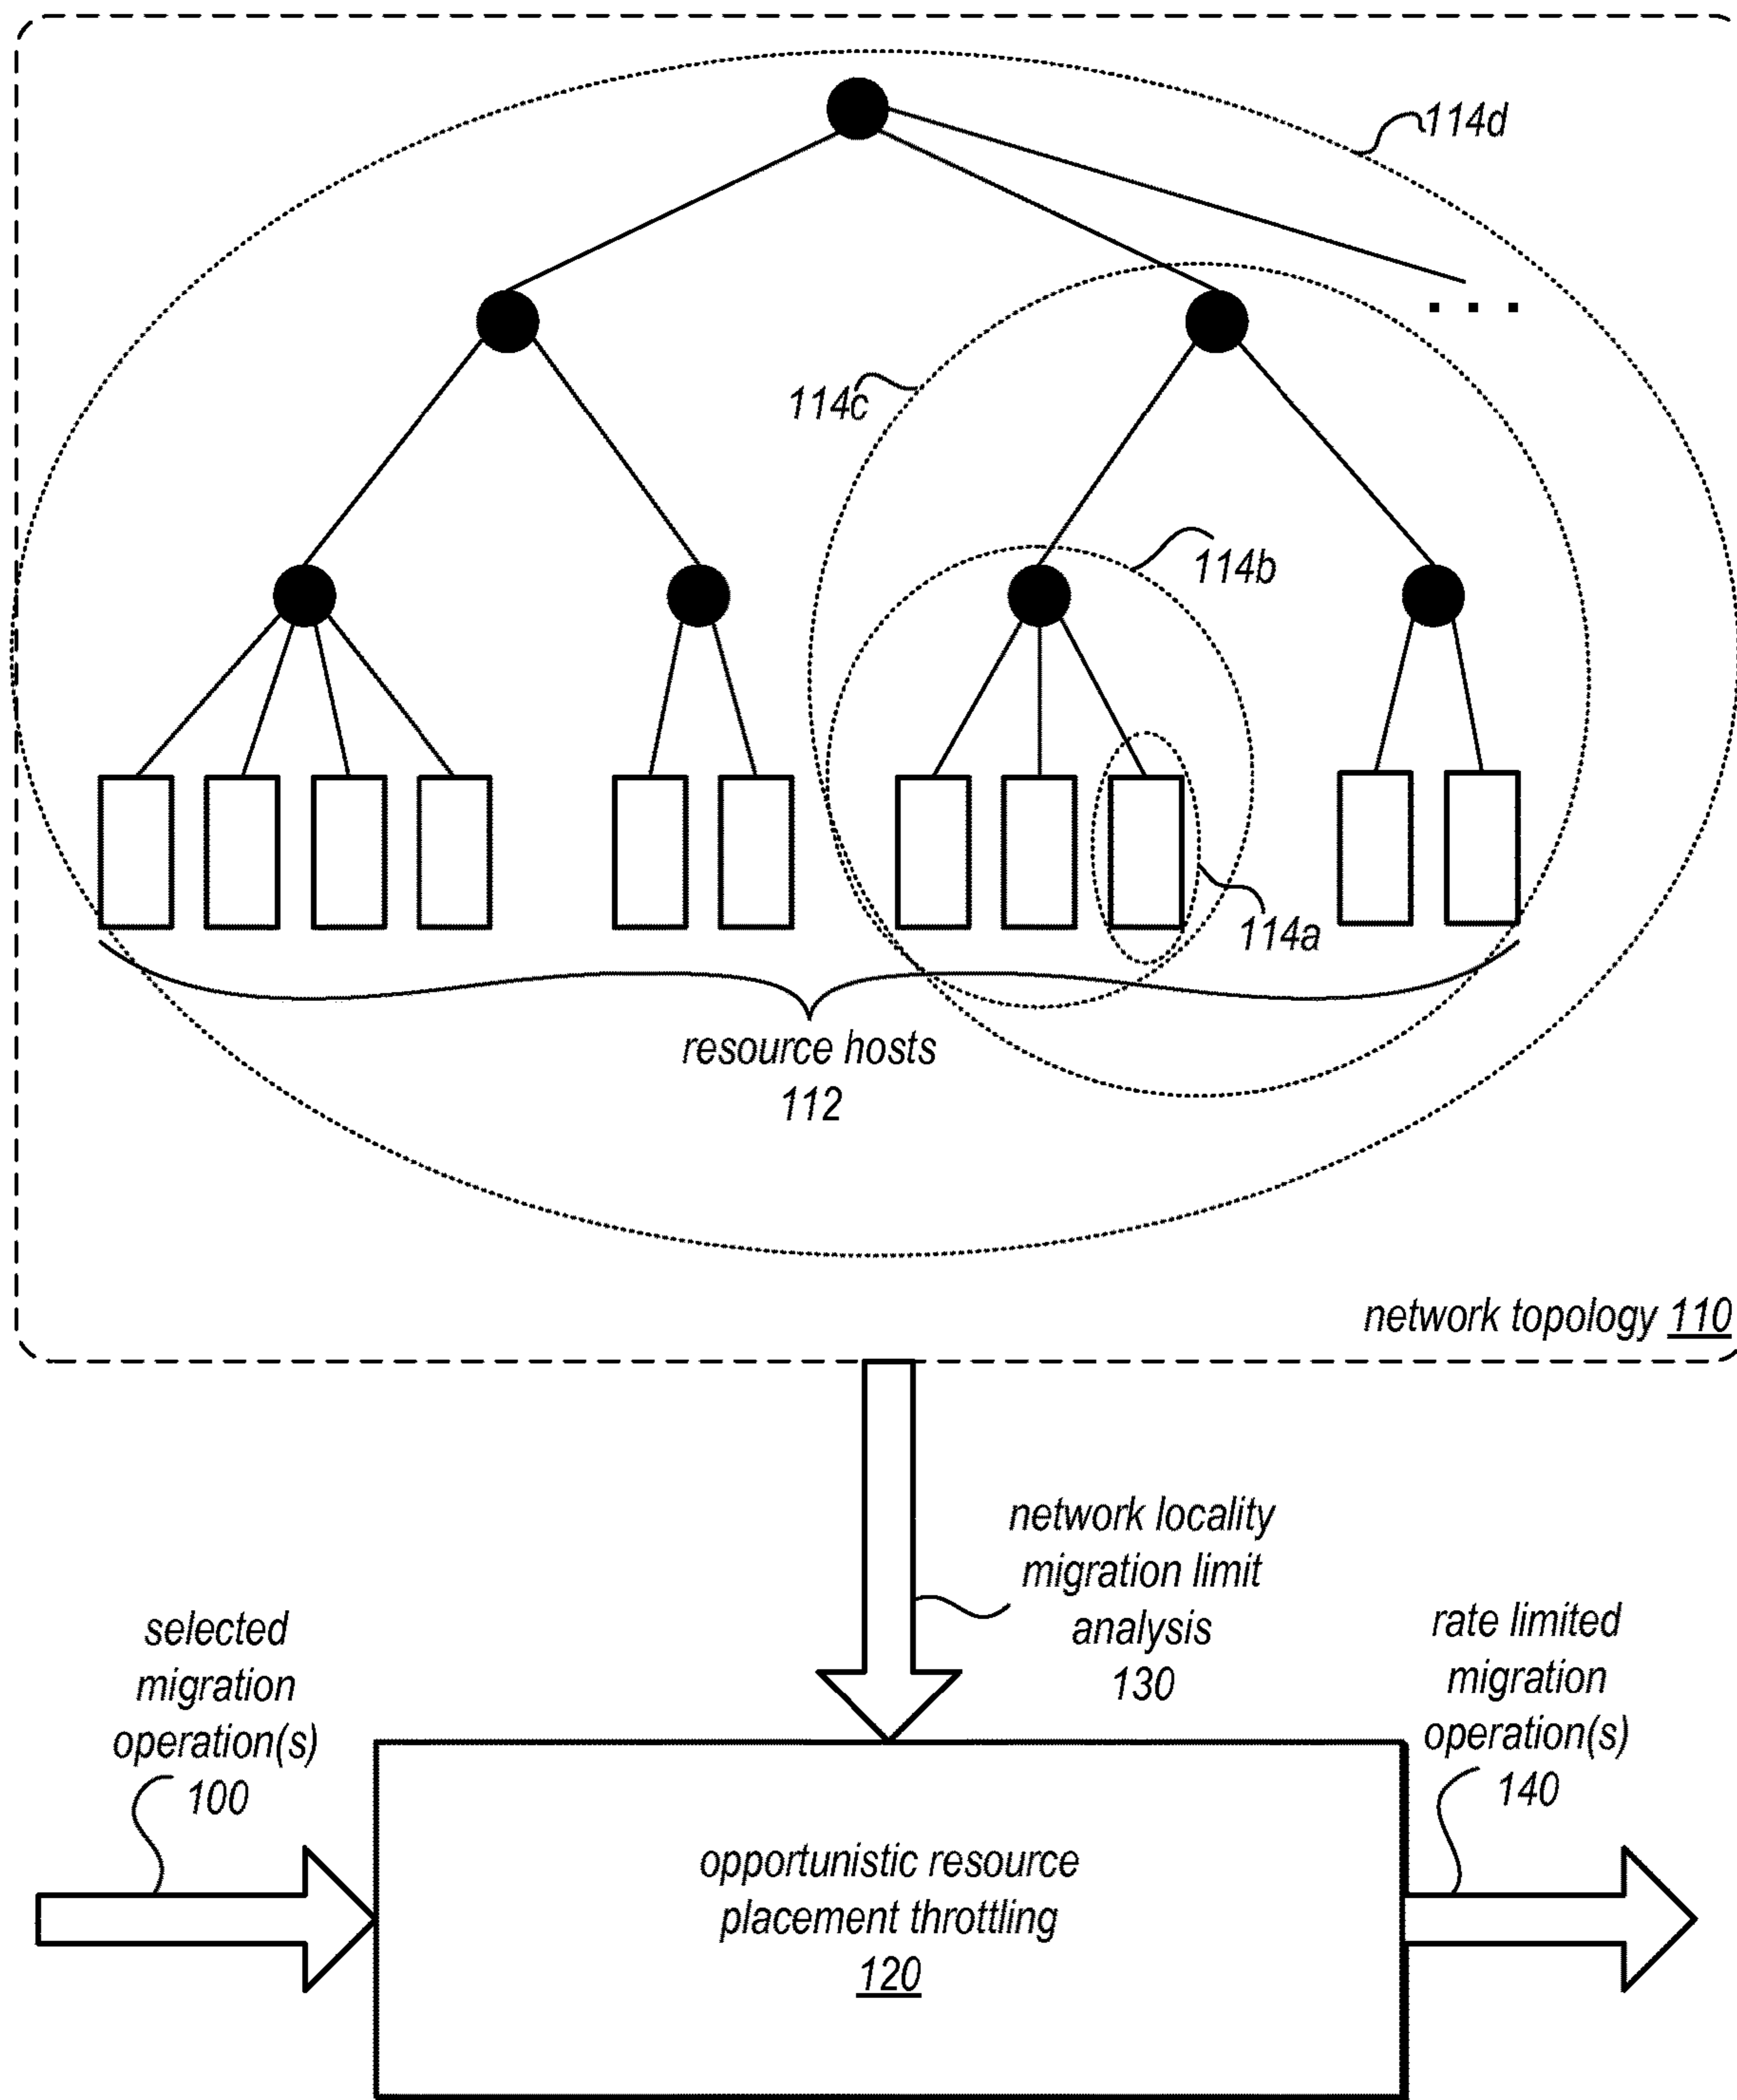 114d
114c
114b
114a
resource hosts
112
network topology 110
network locality
migration limit
analysis
130
selected
migration
operation(s)
100
rate limited
migration
operation(s)
140
opportunistic resource
placement throttling
120